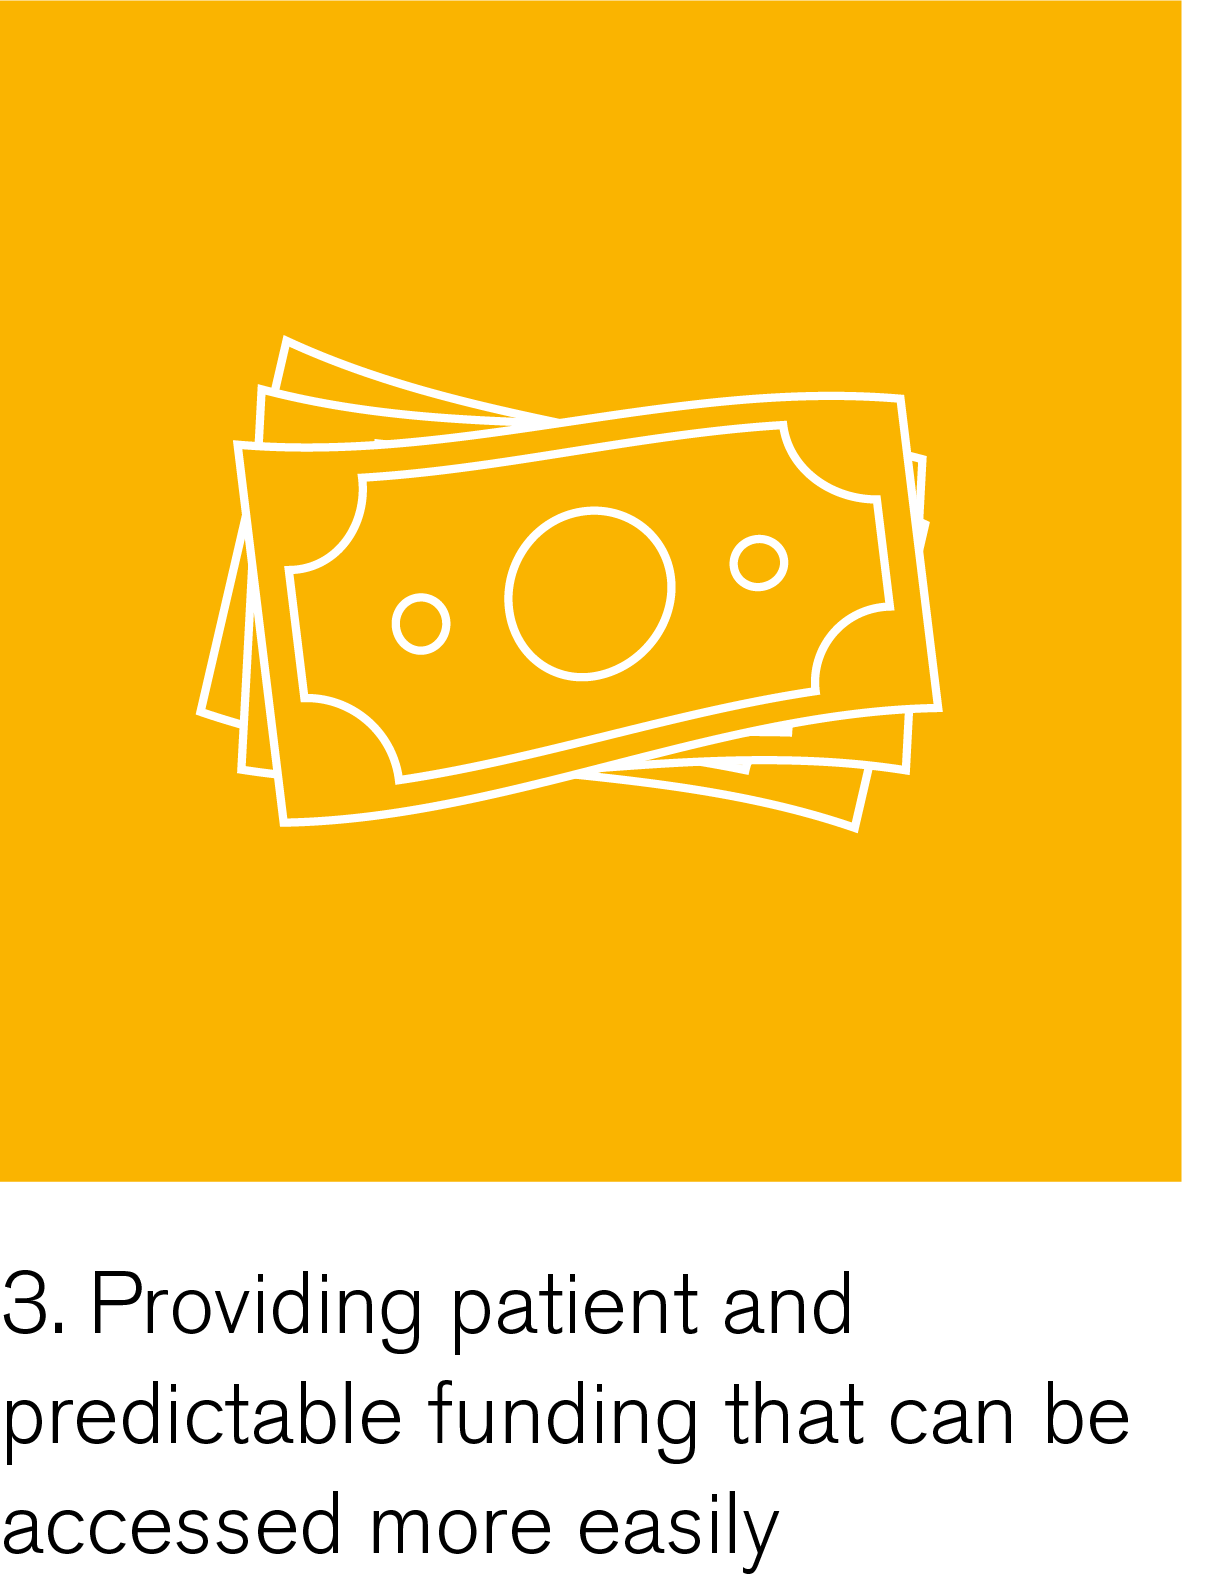 3. Providing patient and
predictable funding that can be
accessed more easily